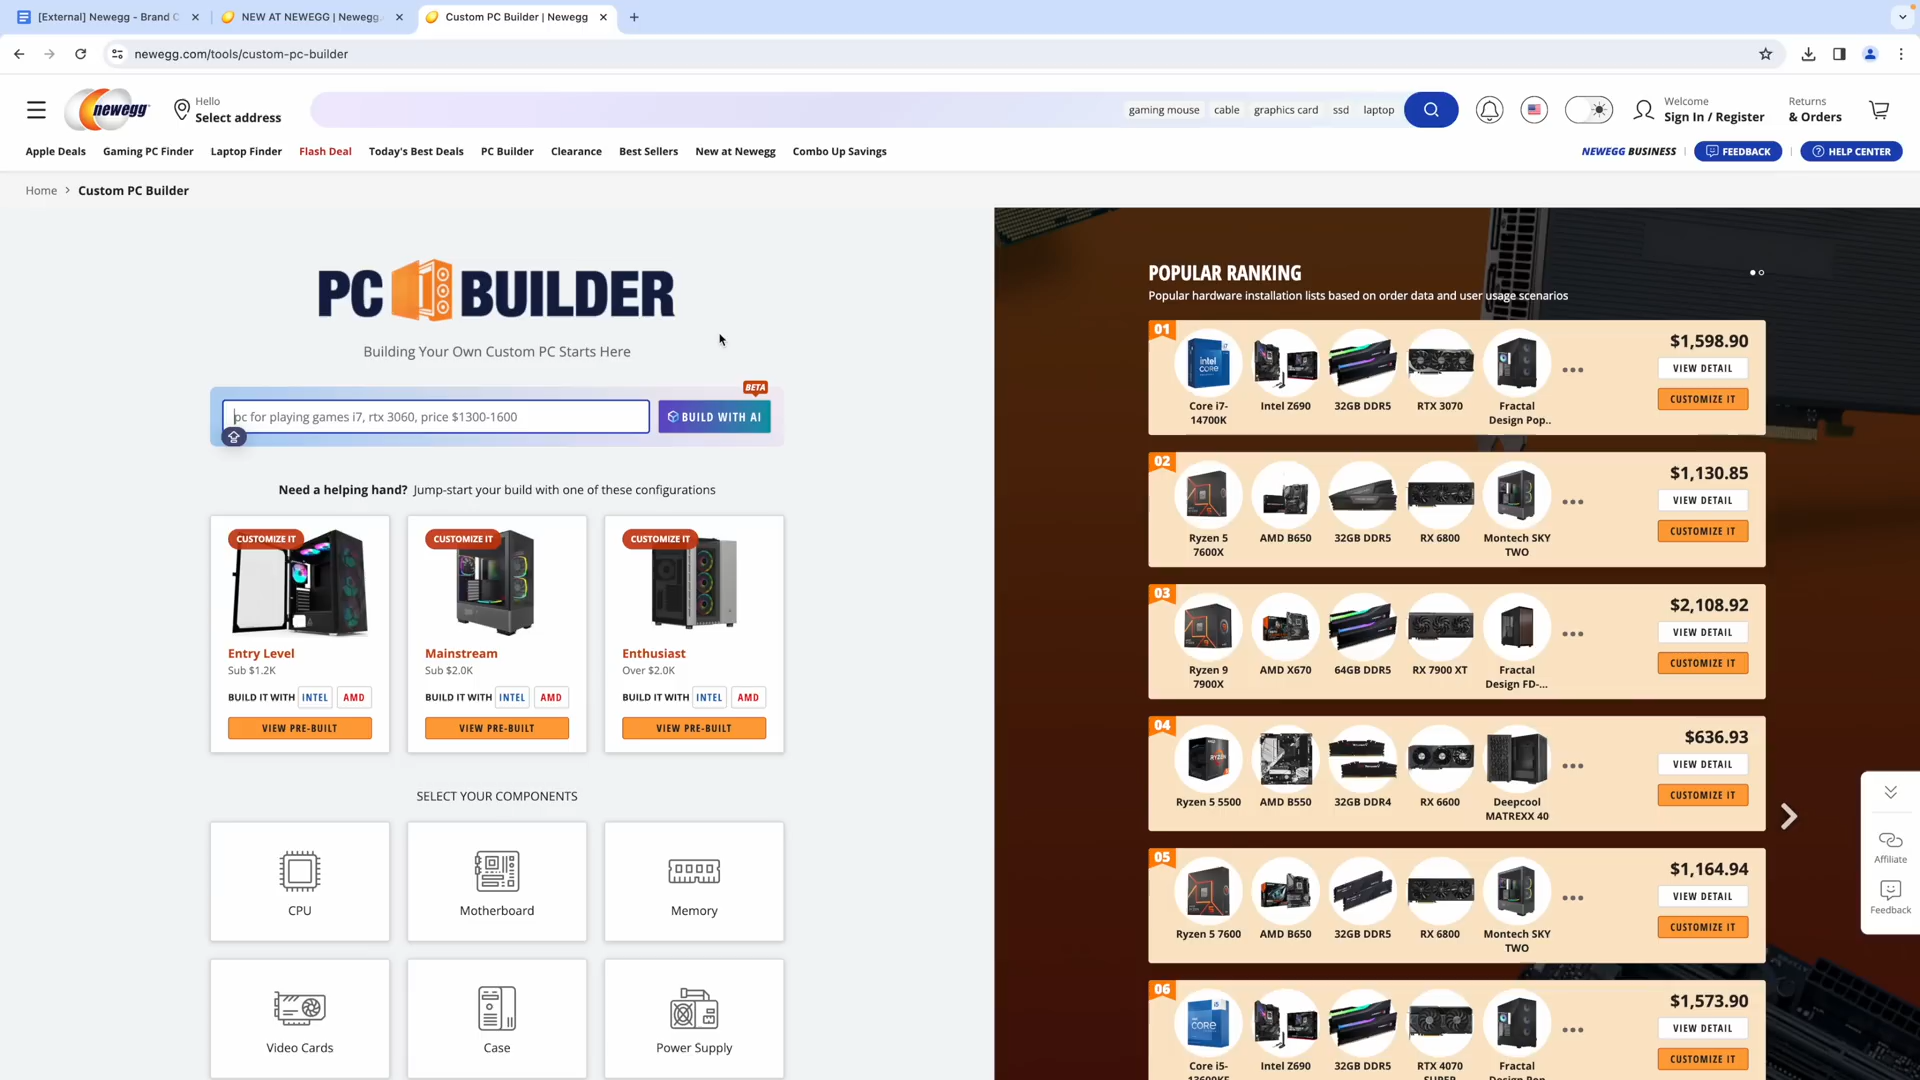 [External] Newegg - Brand C
NEW AT NEWEGG | Newegg.
Custom PC Builder | Newegg
newegg.com/tools/custom-pc-builder
newegg
Hello
Select address
gaming mouse cable graphics card ssd laptop
Welcome
Sign In / Register
Returns
& Orders
Apple Deals Gaming PC Finder Laptop Finder Flash Deal Today's Best Deals PC Builder Clearance Best Sellers New at Newegg Combo Up Savings
NEWEGG BUSINESS
FEEDBACK
HELP CENTER
Home > Custom PC Builder
PC BUILDER
Building Your Own Custom PC Starts Here
BETA
pc for playing games i7, rtx 3060, price $1300-1600
BUILD WITH AI
Need a helping hand? Jump-start your build with one of these configurations
CUSTOMIZE IT
Entry Level
Sub $1.2K
BUILD IT WITH INTEL AMD
VIEW PRE-BUILT
CUSTOMIZE IT
Mainstream
Sub $2.0K
BUILD IT WITH INTEL AMD
VIEW PRE-BUILT
CUSTOMIZE IT
Enthusiast
Over $2.0K
BUILD IT WITH INTEL AMD
VIEW PRE-BUILT
SELECT YOUR COMPONENTS
CPU
Motherboard
Memory
Video Cards
Case
Power Supply
POPULAR RANKING
Popular hardware installation lists based on order data and user usage scenarios
01
intel
CORE
i7
Core i7-
14700K
Intel Z690
32GB DDR5
RTX 3070
Fractal
Design Pop..
$1,598.90
VIEW DETAIL
CUSTOMIZE IT
02
Ryzen 5
7600X
AMD B650
32GB DDR5
RX 6800
Montech SKY
TWO
$1,130.85
VIEW DETAIL
CUSTOMIZE IT
03
Ryzen 9
7900X
AMD X670
64GB DDR5
RX 7900 XT
Fractal
Design FD-...
$2,108.92
VIEW DETAIL
CUSTOMIZE IT
04
RYZEN
Ryzen 5 5500
AMD B550
32GB DDR4
RX 6600
Deepcool
MATREXX 40
$636.93
VIEW DETAIL
CUSTOMIZE IT
05
Ryzen 5 7600
AMD B650
32GB DDR5
RX 6800
Montech SKY
TWO
$1,164.94
VIEW DETAIL
CUSTOMIZE IT
06
CORE
i5
Core i5-
13600KF
Intel Z690
32GB DDR5
RTX 4070
SUPER
Fractal
Design Pop
$1,573.90
VIEW DETAIL
CUSTOMIZE IT
Affiliate
Feedback